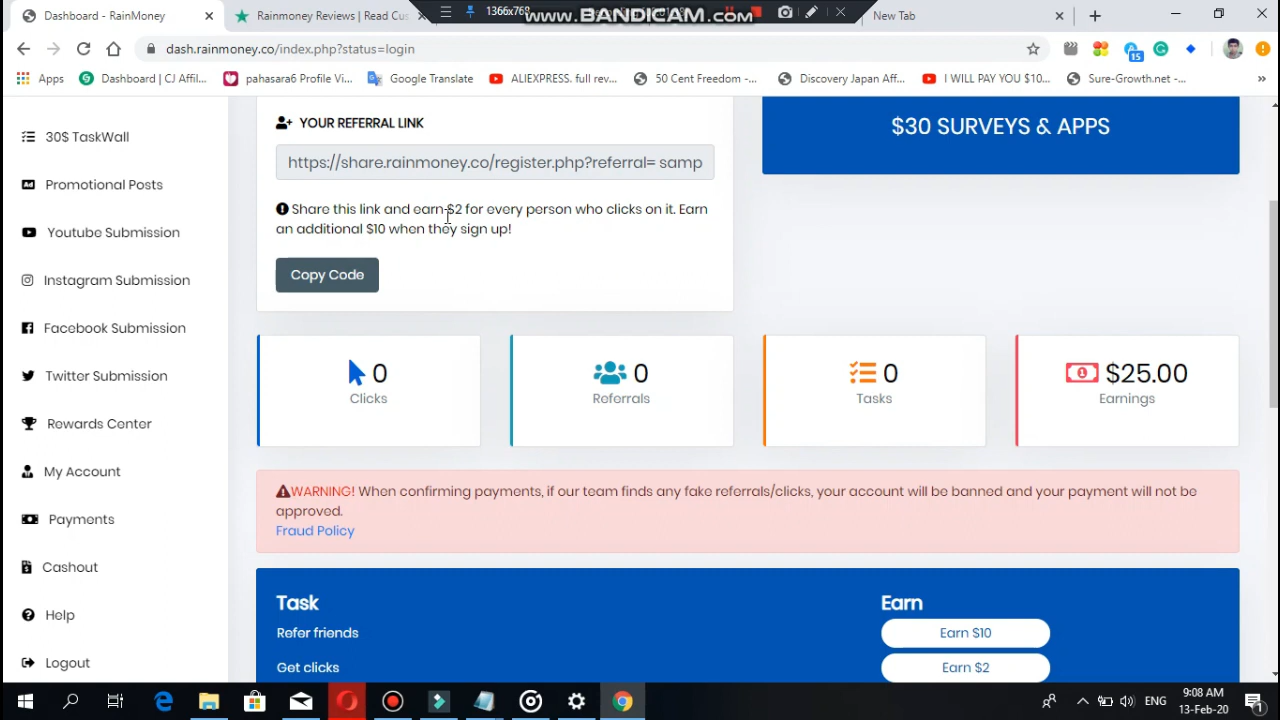 Dashboard - RainMoney
Rainmoney Reviews | Read Cus
1366x768
www.BANDICAM.com
New Tab
dash.rainmoney.co/index.php?status=login
15
Apps
Dashboard | CJ Affil...
pahasara6 Profile Vi...
Google Translate
ALIEXPRESS. full rev...
50 Cent Freedom -...
Discovery Japan Aff...
I WILL PAY YOU $10...
Sure-Growth.net -...
30$ TaskWall
Promotional Posts
Youtube Submission
Instagram Submission
Facebook Submission
Twitter Submission
Rewards Center
My Account
Payments
Cashout
Help
Logout
YOUR REFERRAL LINK
https://share.rainmoney.co/register.php?referral= samp
Share this link and earn $2 for every person who clicks on it. Earn
an additional $10 when they sign up!
Copy Code
$30 SURVEYS & APPS
0
Clicks
0
Referrals
0
Tasks
$25.00
Earnings
WARNING! When confirming payments, if our team finds any fake referrals/clicks, your account will be banned and your payment will not be
approved.
Fraud Policy
Task
Earn
Refer friends
Earn $10
Get clicks
Earn $2
ENG
9:08 AM
13-Feb-20
1